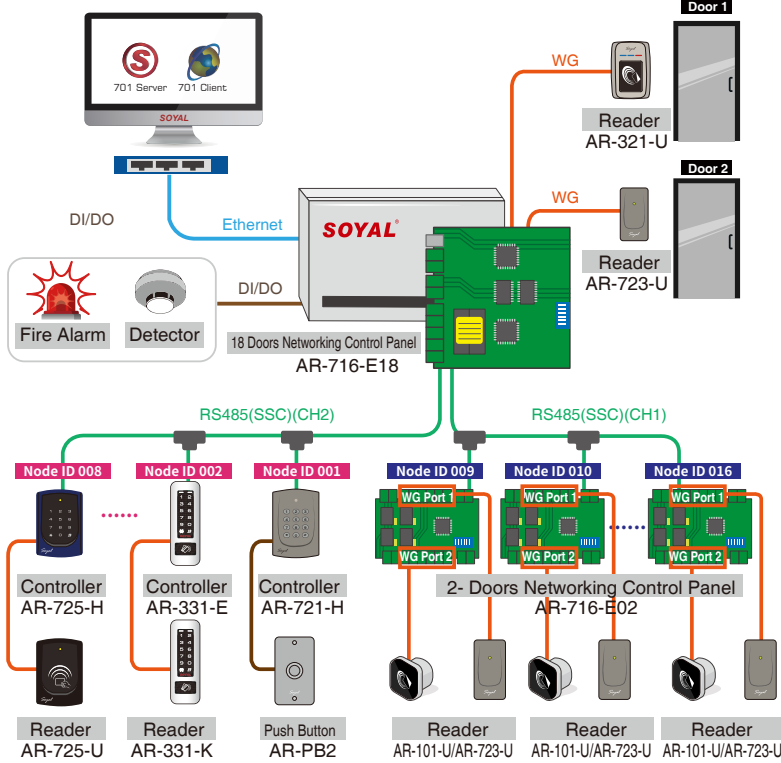 Door 1
S
701 Server
701 Client
SOYAL
WG
Reader
AR-321-U
Door 2
WG
Reader
AR-723-U
DI/DO
Ethernet
SOYAL®
DI/DO
Fire Alarm
Detector
18 Doors Networking Control Panel
AR-716-E18
RS485(SSC)(CH2)
RS485(SSC)(CH1)
Node ID 008
Node ID 002
Node ID 001
Node ID 009
Node ID 010
Node ID 016
WG Port 1
WG Port 1
WG Port 1
WG Port 2
WG Port 2
WG Port 2
Controller
AR-725-H
Controller
AR-331-E
Controller
AR-721-H
2- Doors Networking Control Panel
AR-716-E02
Reader
AR-725-U
Reader
AR-331-K
Push Button
AR-PB2
Reader
AR-101-U/AR-723-U
Reader
AR-101-U/AR-723-U
Reader
AR-101-U/AR-723-U